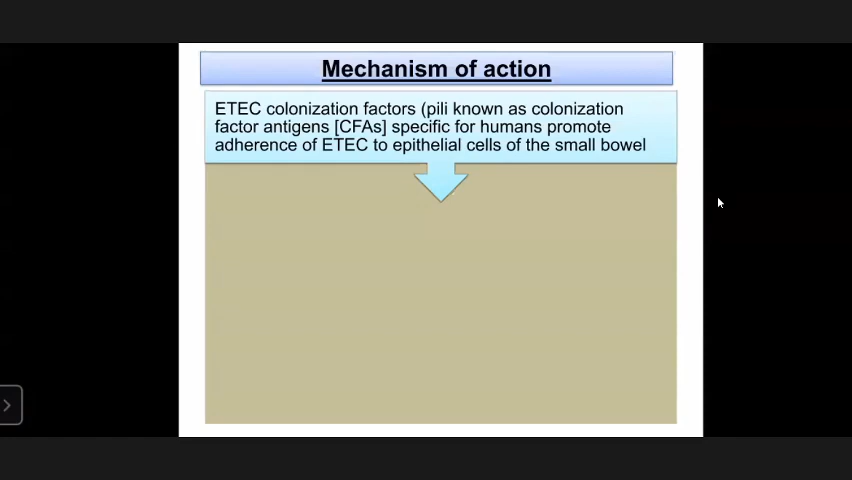 Mechanism of action
ETEC colonization factors (pili known as colonization
factor antigens [CFAs] specific for humans promote
adherence of ETEC to epithelial cells of the small bowel